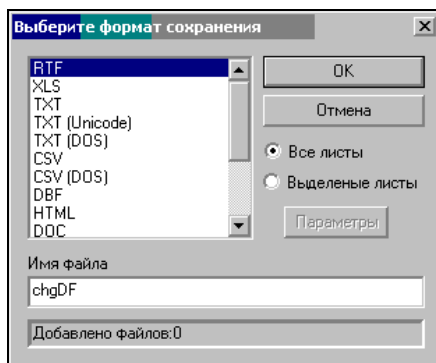 Выберите формат сохранения
RTF
XLS
TXT
TXT (Unicode)
TXT (DOS)
CSV
CSV (DOS)
DBF
HTML
DOC
OK
Отмена
Все листы
Выделеные листы
Параметры
Имя файла
chgDF
Добавлено файлов:0